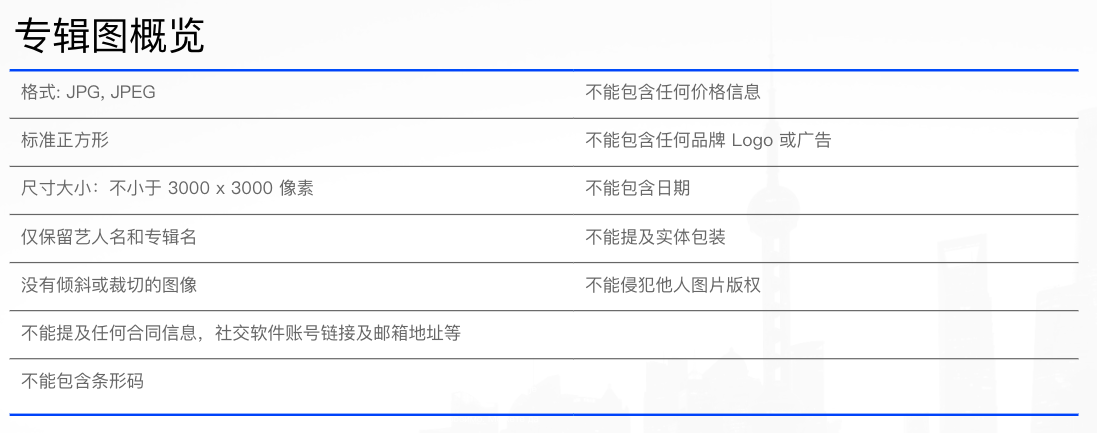 专辑图概览
格式: JPG, JPEG
不能包含任何价格信息
标准正方形
不能包含任何品牌 Logo 或广告
尺寸大小：不小于 3000 x 3000 像素
不能包含日期
仅保留艺人名和专辑名
不能提及实体包装
没有倾斜或裁切的图像
不能侵犯他人图片版权
不能提及任何合同信息，社交软件账号链接及邮箱地址等
不能包含条形码